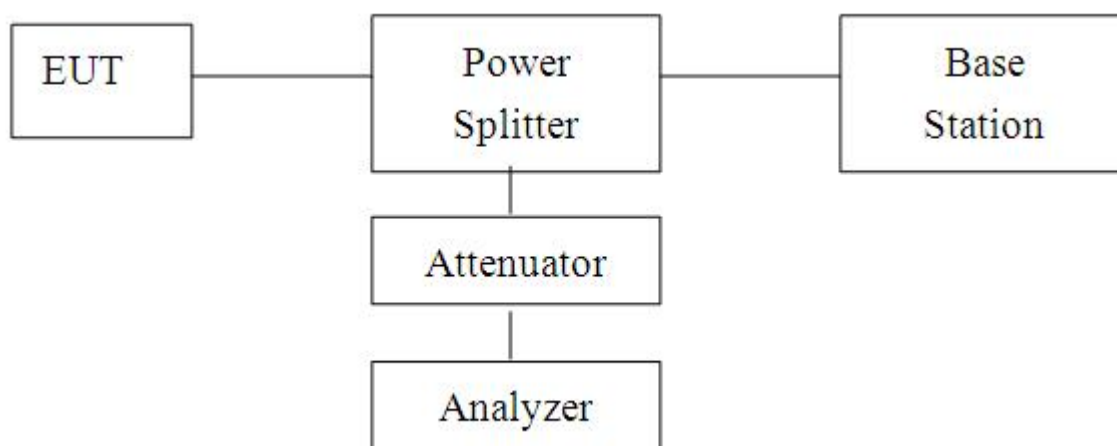 EUT
Power
Splitter
Base
Station
Attenuator
Analyzer